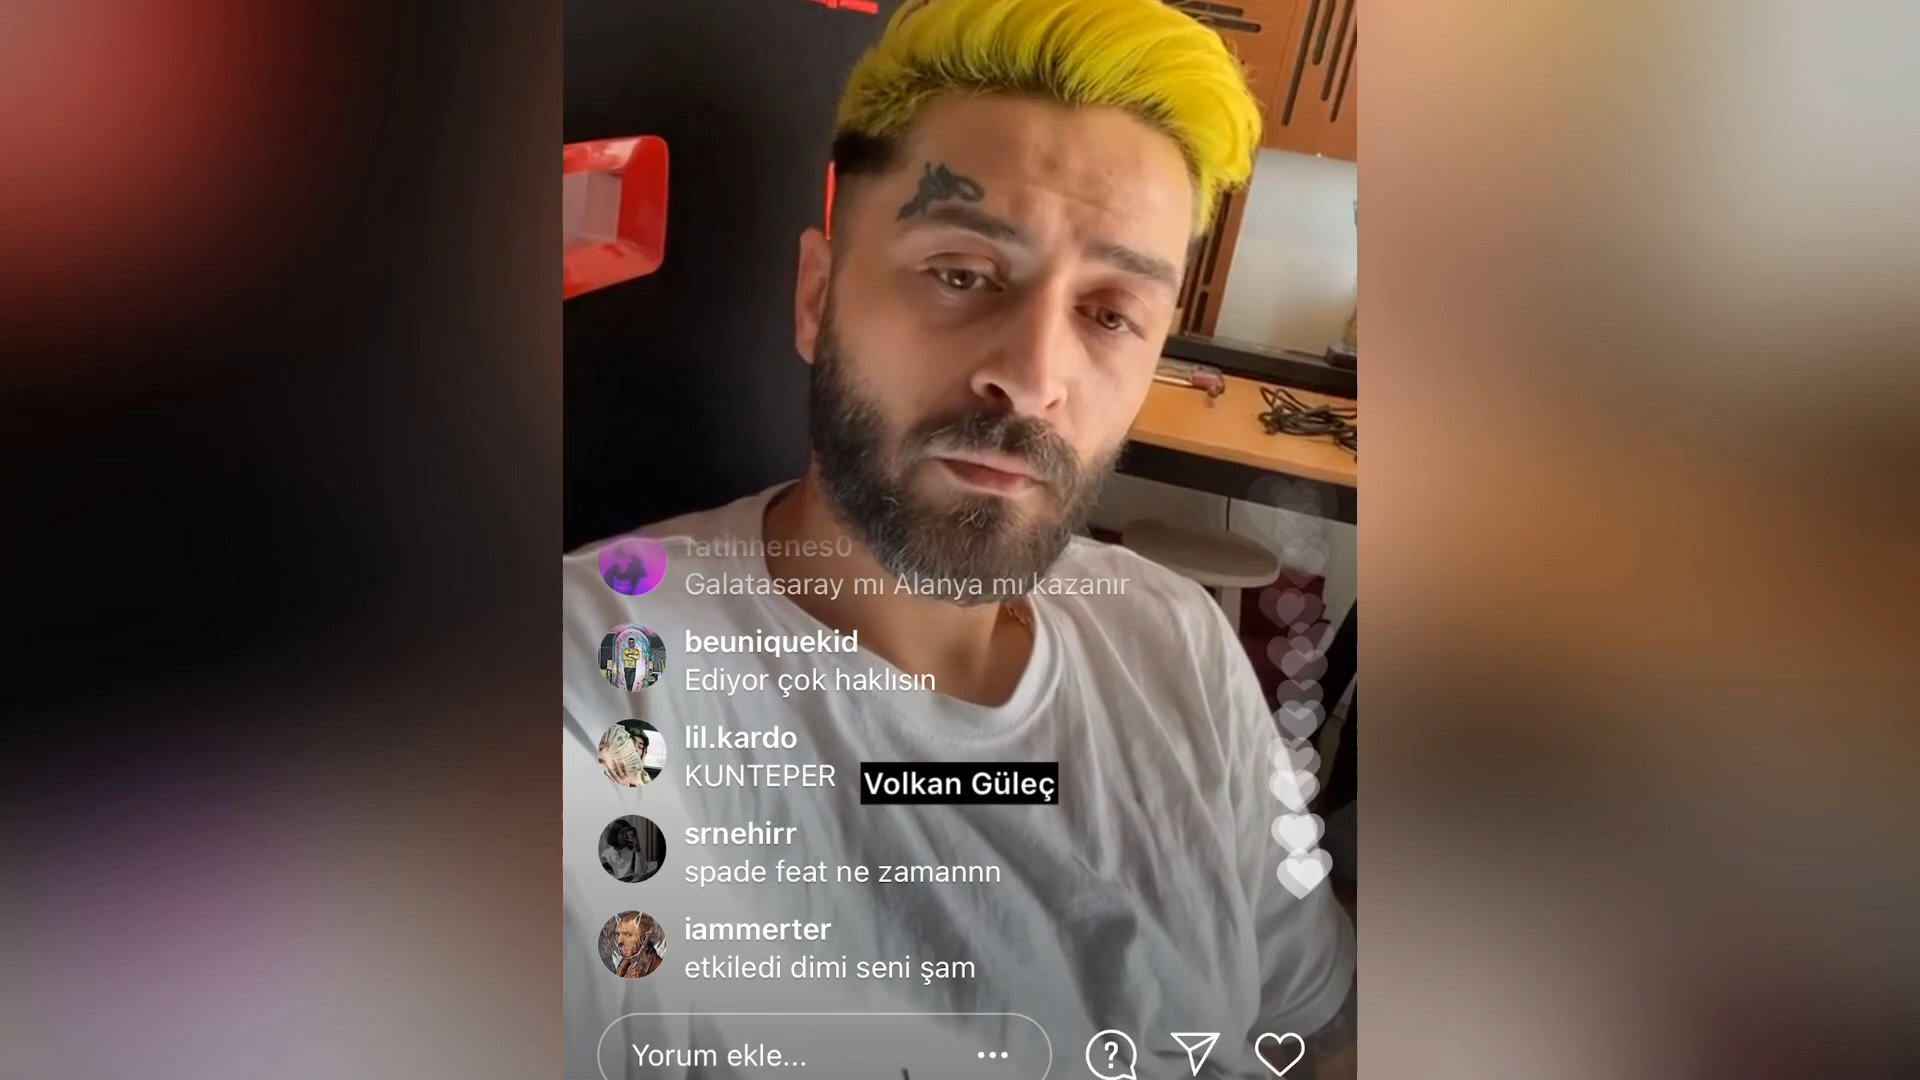 fatihhenes0
Galatasaray mı Alanya mı kazanır
beuniquekid
Ediyor çok haklısın
lil.kardo
KUNTEPER
Volkan Güleç
srnehirr
spade feat ne zamannn
iammerter
etkiledi dimi seni şam
Yorum ekle...